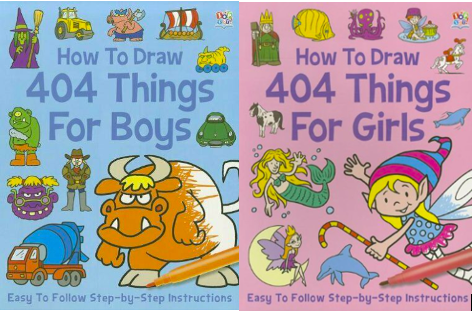 How To Draw
404 Things
For Boys
Easy To Follow Step-by-Step Instructions
How To Draw
404 Things
For Girls
Easy To Follow Step-by-Step Instructions